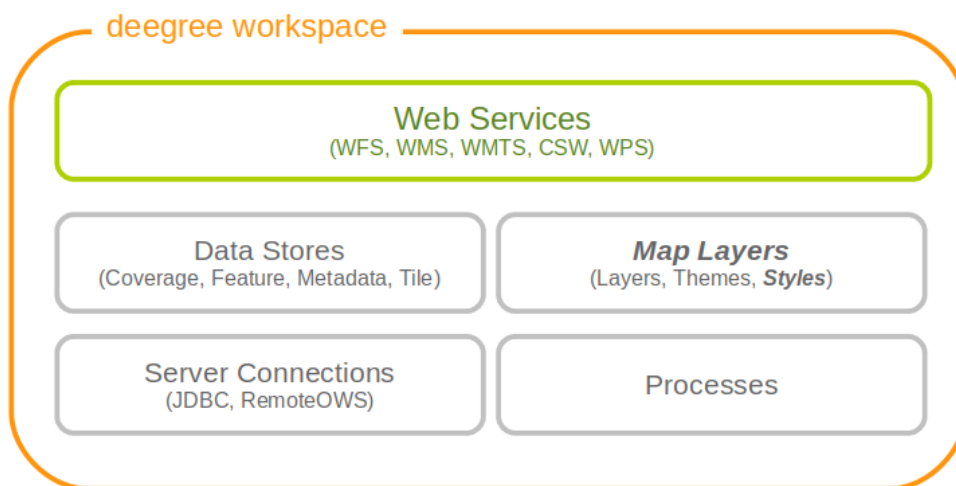 deegree workspace
Web Services
(WFS, WMS, WMTS, CSW, WPS)
Data Stores
(Coverage, Feature, Metadata, Tile)
Map Layers
(Layers, Themes, Styles)
Server Connections
(JDBC, RemoteOWS)
Processes